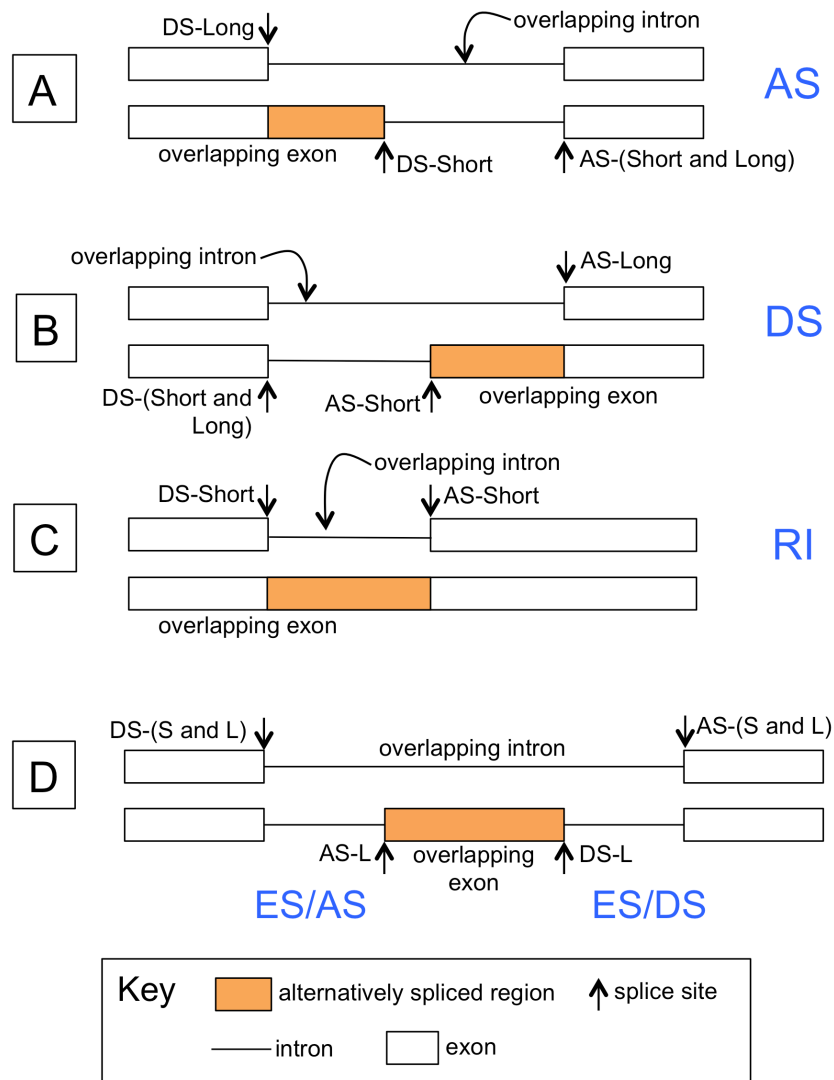 DS-Long
overlapping intron
A
AS
overlapping exon
DS-Short
AS-(Short and Long)
overlapping intron
AS-Long
B
DS
DS-(Short and
Long)
AS-Short
overlapping exon
overlapping intron
DS-Short
AS-Short
C
RI
overlapping exon
DS-(S and L)
AS-(S and L)
overlapping intron
D
AS-L
overlapping
exon
DS-L
ES/AS
ES/DS
Key
alternatively spliced region
splice site
intron
exon